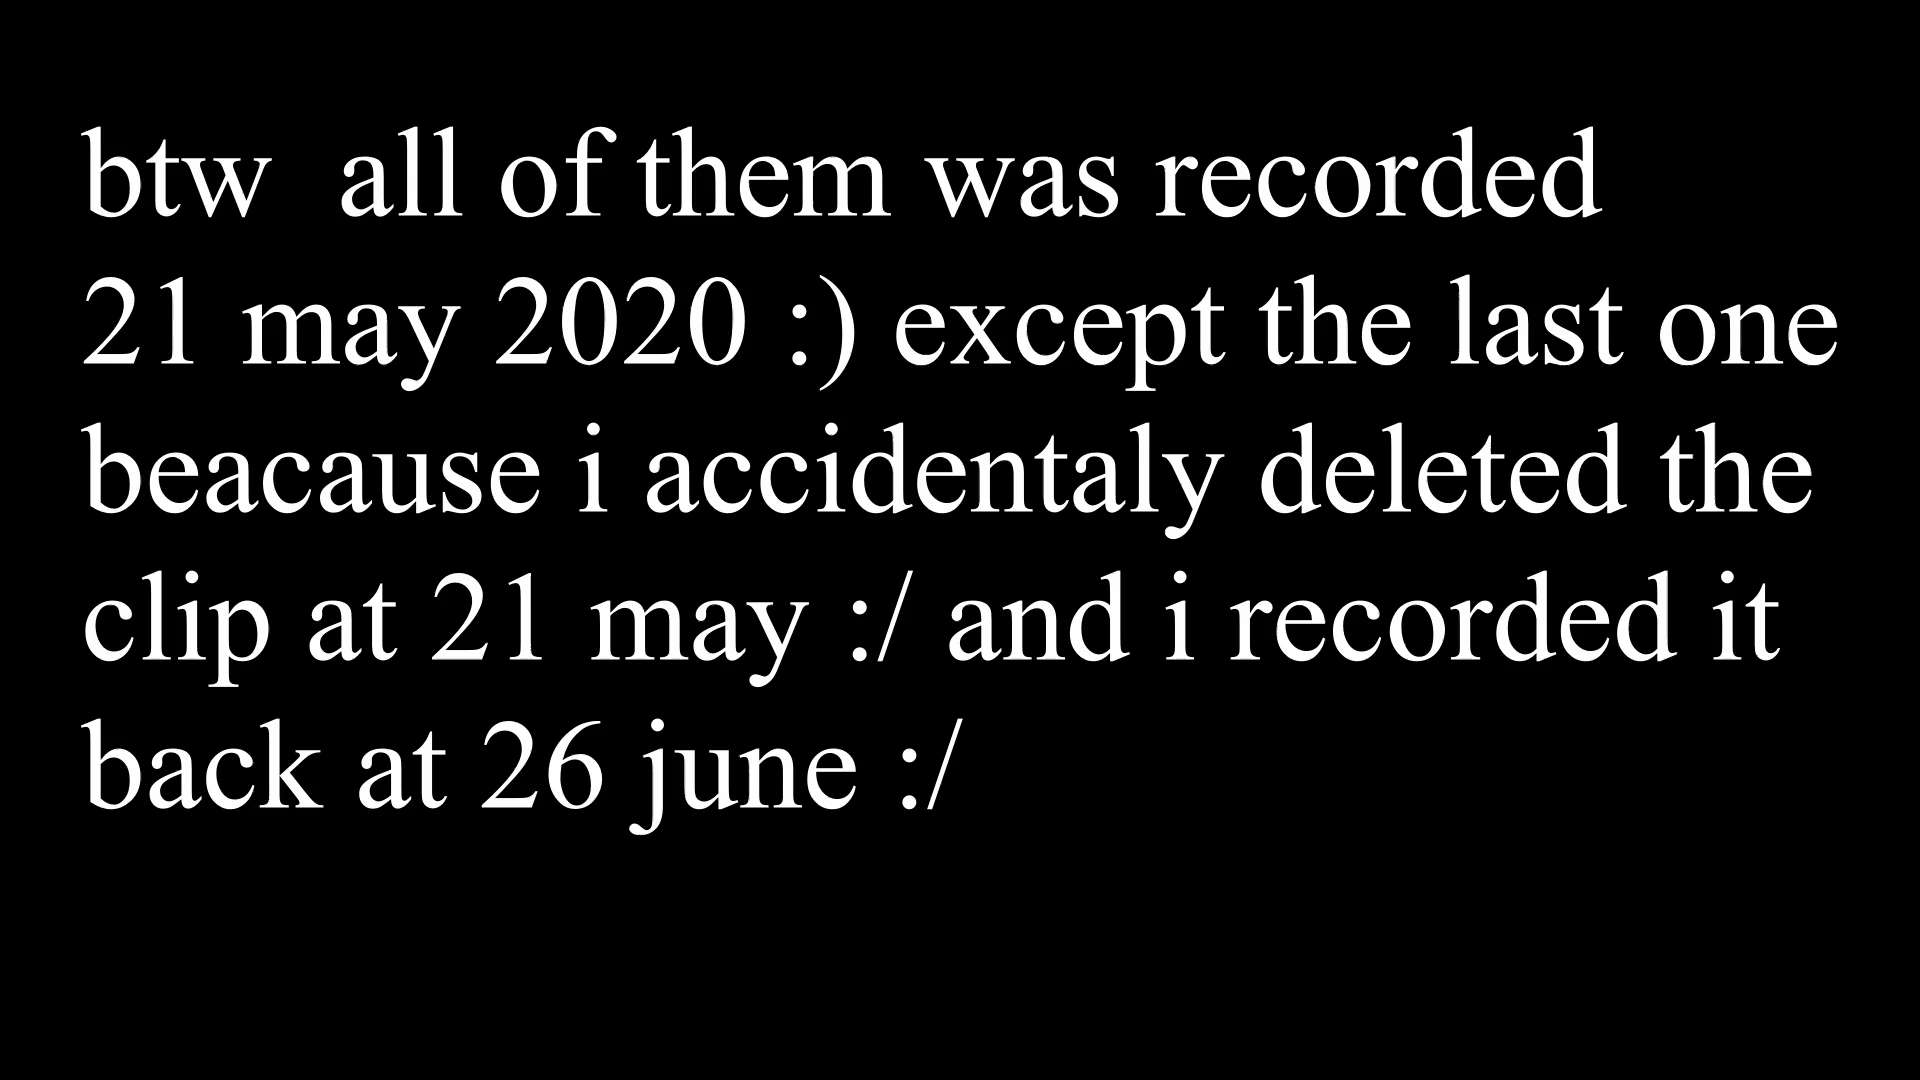 btw  all of them was recorded
21 may 2020 :) except the last one
beacause i accidentaly deleted the
clip at 21 may :/ and i recorded it
back at 26 june :/